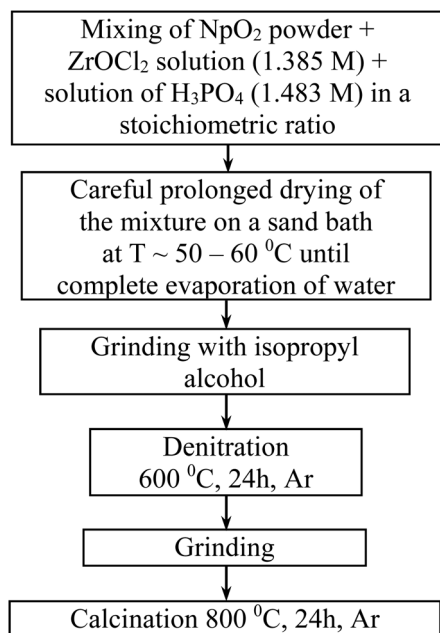 Mixing of NpO₂ powder +
ZrOCl₂ solution (1.385 M) +
solution of H₃PO₄ (1.483 M) in a
stoichiometric ratio
Careful prolonged drying of
the mixture on a sand bath
at T ~ 50 – 60 ⁰C until
complete evaporation of water
Grinding with isopropyl
alcohol
Denitration
600 ⁰C, 24h, Ar
Grinding
Calcination 800 ⁰C, 24h, Ar